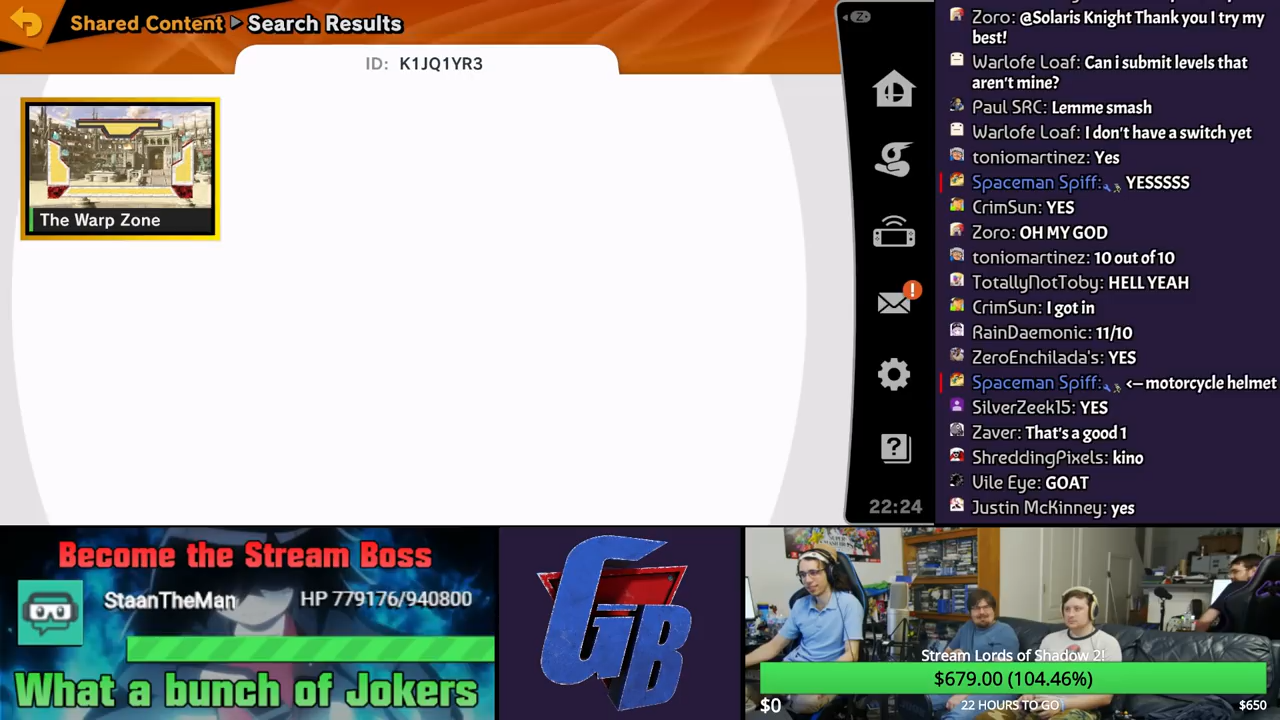 Shared Content ▶ Search Results
ID: K1JQ1YR3
The Warp Zone
22:24
Zoro: @Solaris Knight Thank you I try my
best!
Warlofe Loaf: Can i submit levels that
aren't mine?
Paul SRC: Lemme smash
Warlofe Loaf: I don't have a switch yet
toniomartinez: Yes
Spaceman Spiff: YESSSSS
CrimSun: YES
Zoro: OH MY GOD
toniomartinez: 10 out of 10
TotallyNotToby: HELL YEAH
CrimSun: I got in
RainDaemonic: 11/10
ZeroEnchilada's: YES
Spaceman Spiff: <-- motorcycle helmet
SilverZeek15: YES
Zaver: That's a good 1
ShreddingPixels: kino
Vile Eye: GOAT
Justin McKinney: yes
Become the Stream Boss
StaanTheMan HP 779176/940800
What a bunch of Jokers
GB
Stream Lords of Shadow 2!
$679.00 (104.46%)
$0 22 HOURS TO GO $650